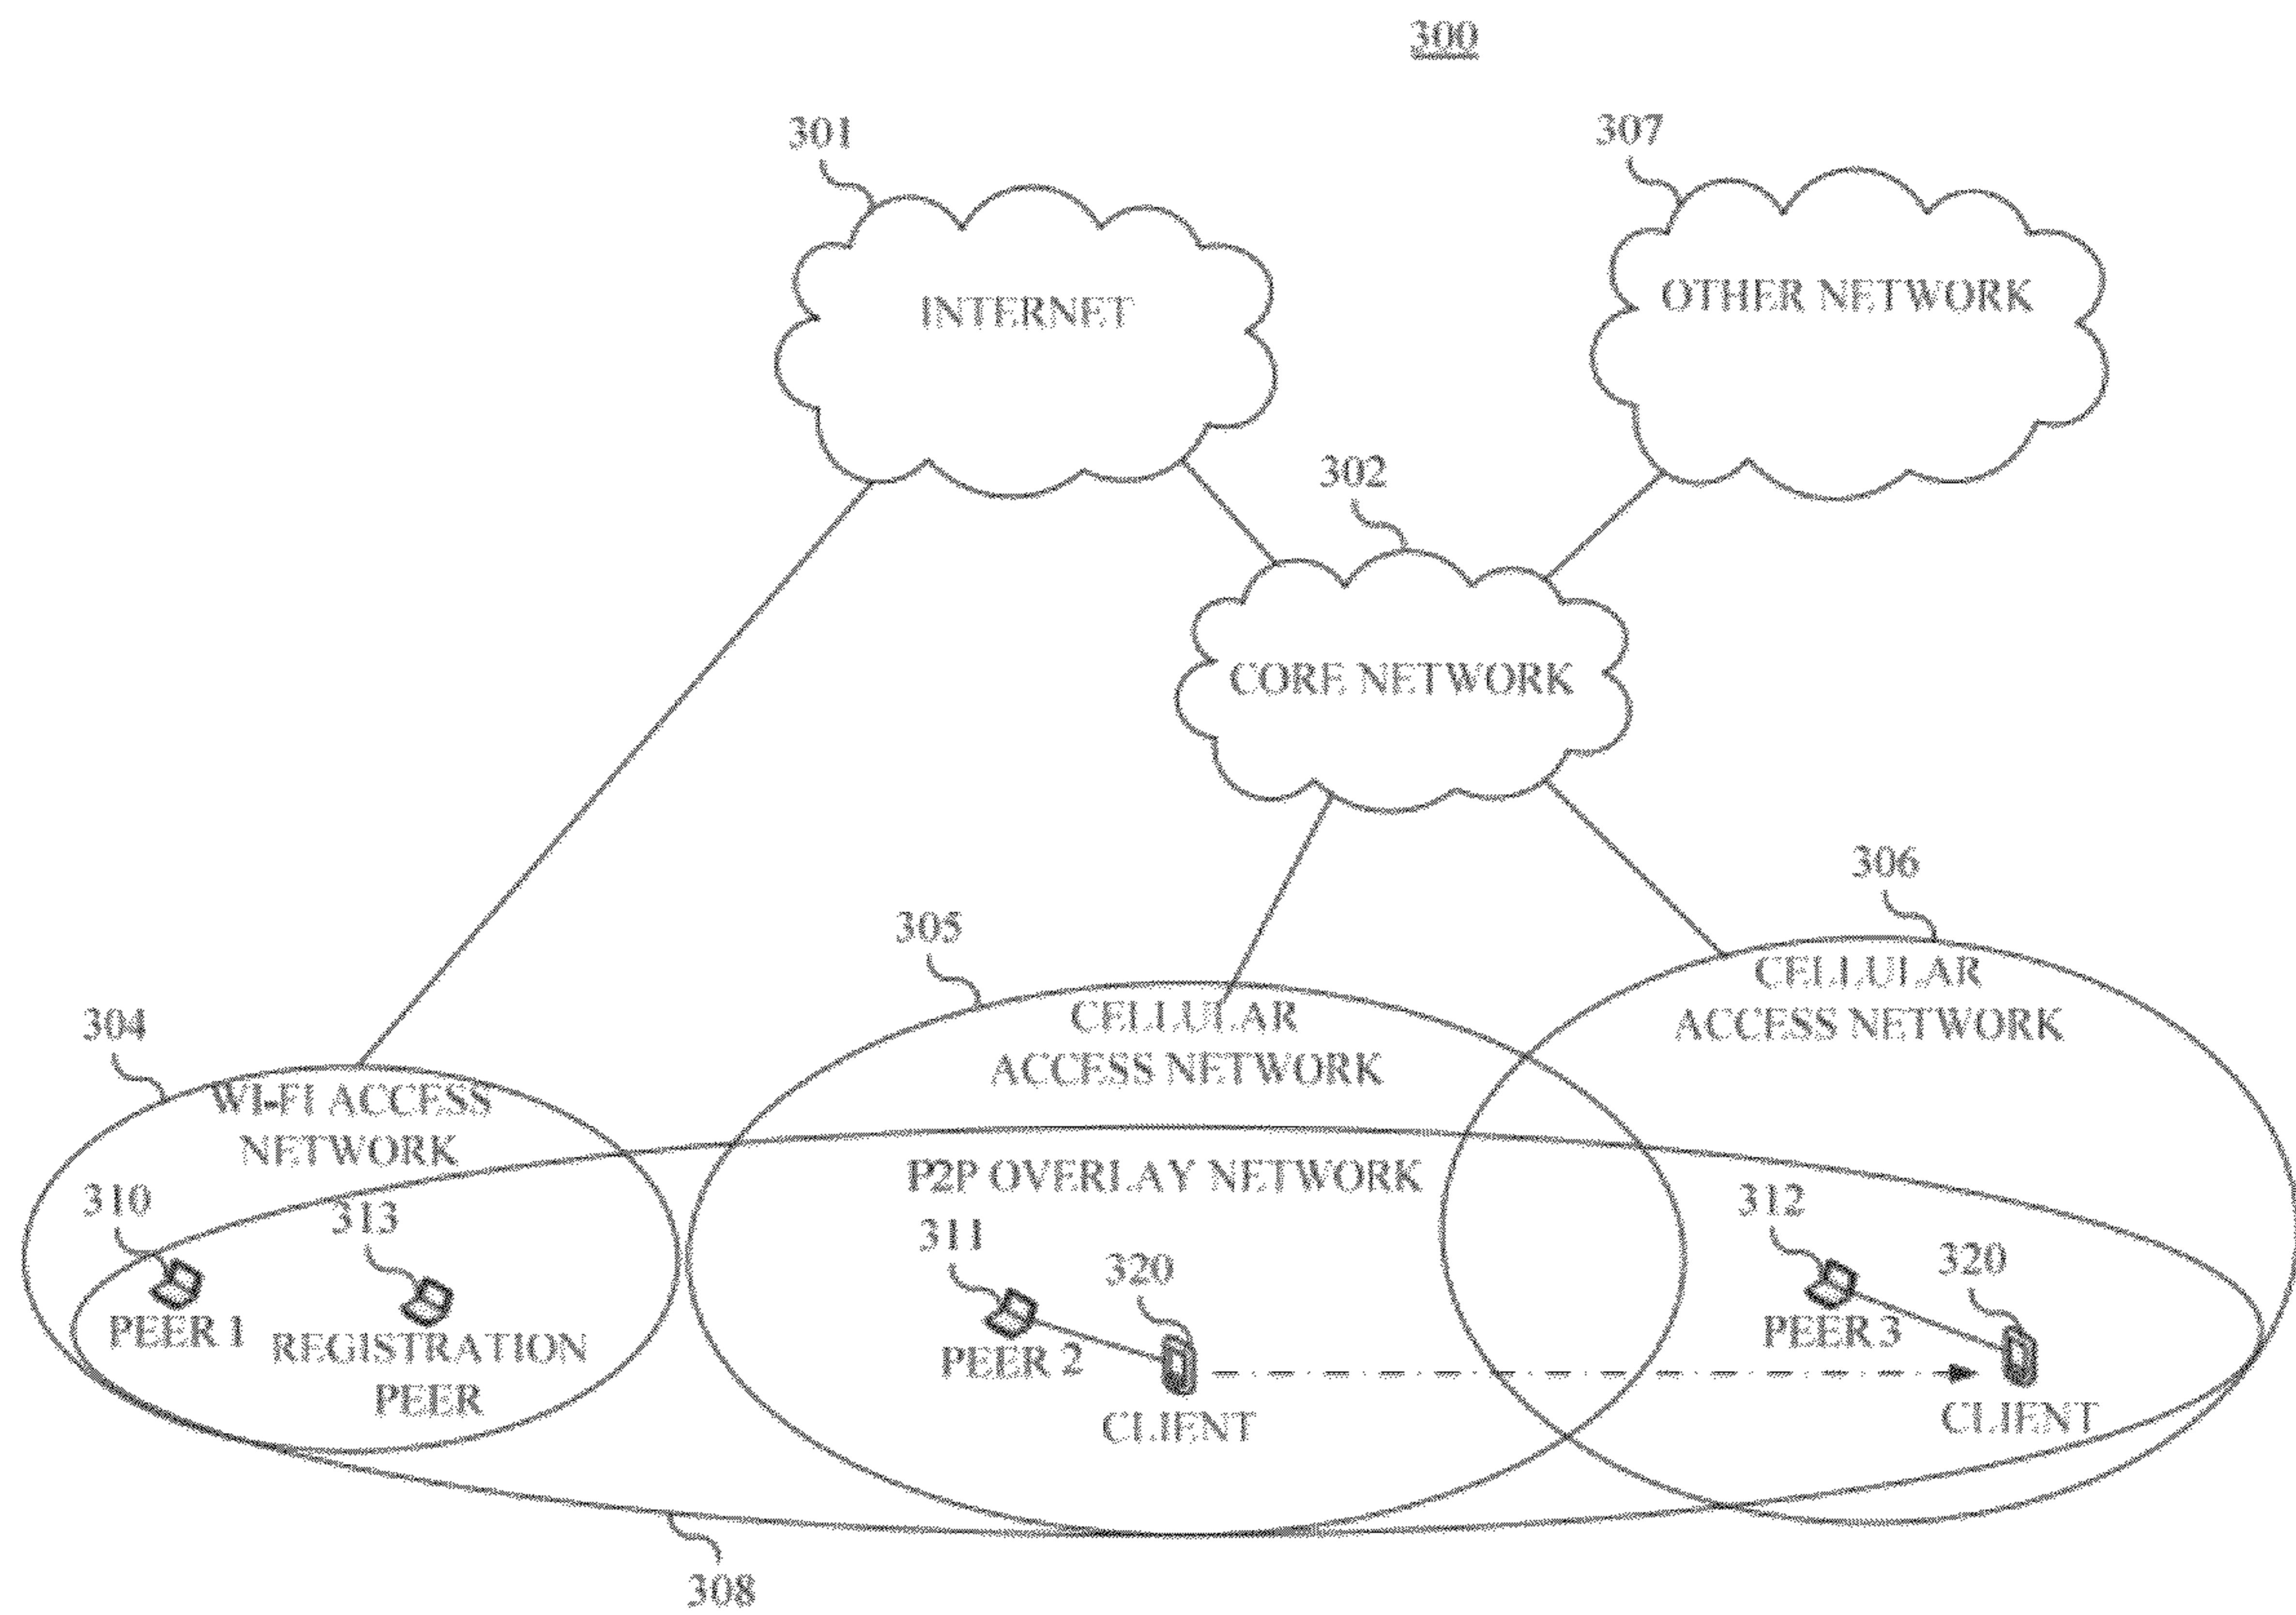 300
301
307
INTERNET
OTHER NETWORK
302
CORE NETWORK
306
305
CELLULAR
ACCESS NETWORK
304
CELLULAR
ACCESS NETWORK
WI-FI ACCESS
NETWORK
P2P OVERLAY NETWORK
310
313
311
320
312
320
PEER 1
REGISTRATION
PEER
PEER 2
CLIENT
PEER 3
CLIENT
308